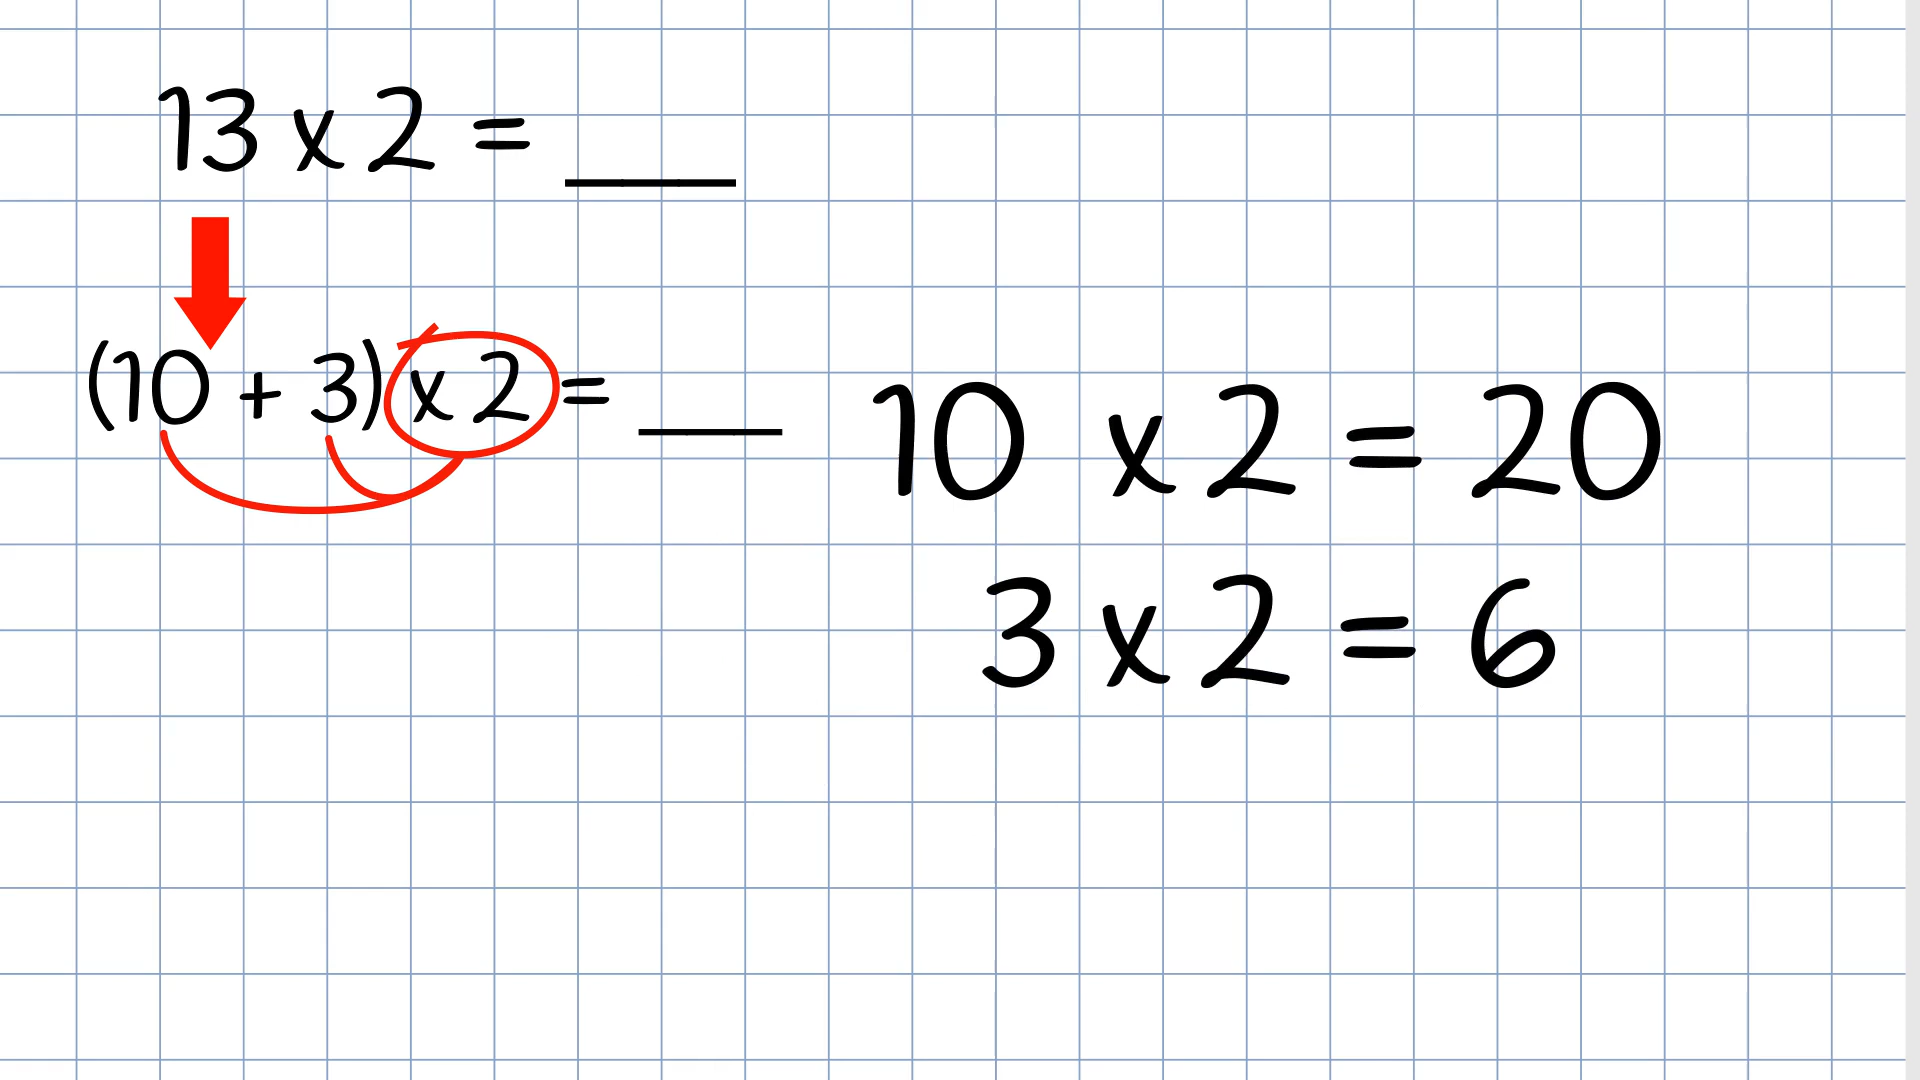 13 x 2 = ___
(10 + 3) x 2 = ___
10 x 2 = 20
3 x 2 = 6